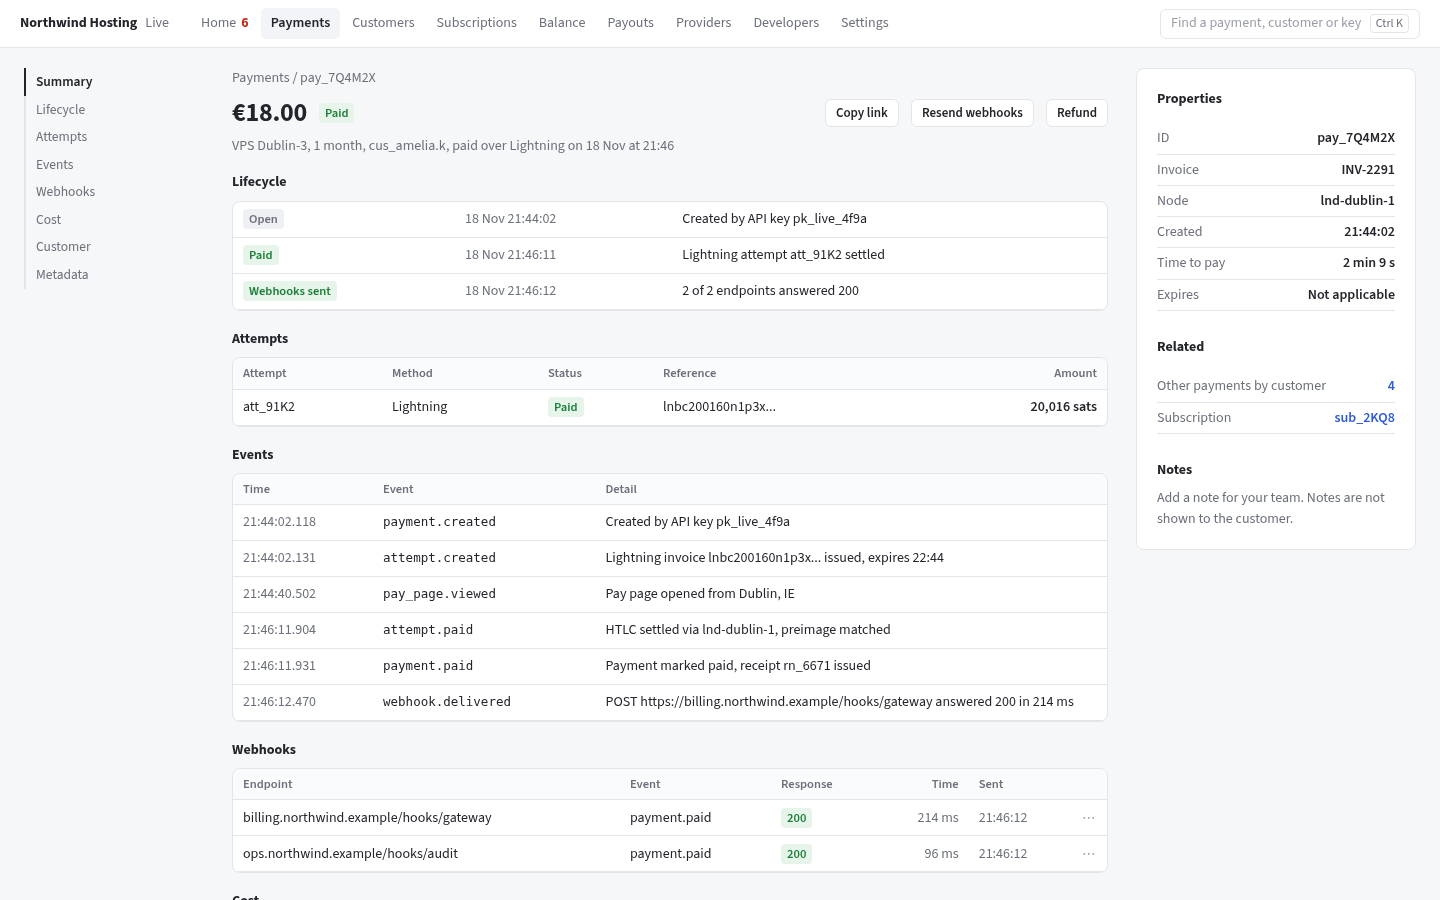 Northwind Hosting Live Home 6 Payments Customers Subscriptions Balance Payouts Providers Developers Settings Find a payment, customer or key Ctrl K
Summary
Lifecycle
Attempts
Events
Webhooks
Cost
Customer
Metadata
Payments / pay_7Q4M2X
€18.00 Paid Copy link Resend webhooks Refund
VPS Dublin-3, 1 month, cus_amelia.k, paid over Lightning on 18 Nov at 21:46
Lifecycle
Open 18 Nov 21:44:02 Created by API key pk_live_4f9a
Paid 18 Nov 21:46:11 Lightning attempt att_91K2 settled
Webhooks sent 18 Nov 21:46:12 2 of 2 endpoints answered 200
Attempts
Attempt Method Status Reference Amount
att_91K2 Lightning Paid lnbc200160n1p3x... 20,016 sats
Events
Time Event Detail
21:44:02.118 payment.created Created by API key pk_live_4f9a
21:44:02.131 attempt.created Lightning invoice lnbc200160n1p3x... issued, expires 22:44
21:44:40.502 pay_page.viewed Pay page opened from Dublin, IE
21:46:11.904 attempt.paid HTLC settled via lnd-dublin-1, preimage matched
21:46:11.931 payment.paid Payment marked paid, receipt rn_6671 issued
21:46:12.470 webhook.delivered POST https://billing.northwind.example/hooks/gateway answered 200 in 214 ms
Webhooks
Endpoint Event Response Time Sent
billing.northwind.example/hooks/gateway payment.paid 200 214 ms 21:46:12 ...
ops.northwind.example/hooks/audit payment.paid 200 96 ms 21:46:12 ...
Cost
Properties
ID pay_7Q4M2X
Invoice INV-2291
Node lnd-dublin-1
Created 21:44:02
Time to pay 2 min 9 s
Expires Not applicable
Related
Other payments by customer 4
Subscription sub_2KQ8
Notes
Add a note for your team. Notes are not
shown to the customer.